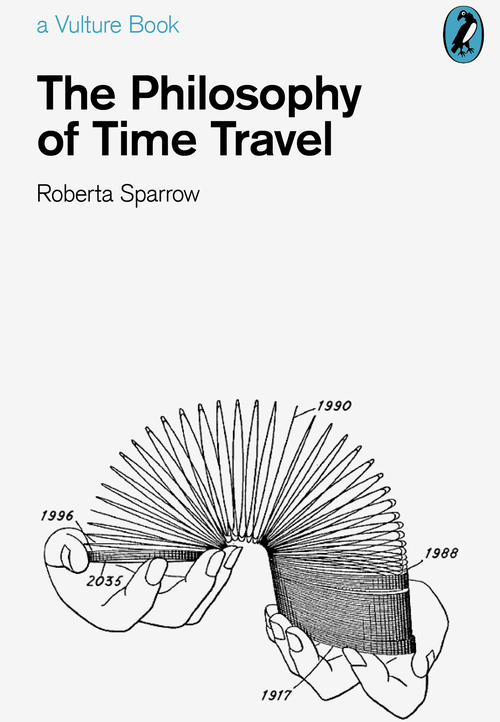 a Vulture Book
The Philosophy
of Time Travel
Roberta Sparrow
1990
1996
1988
2035
1917